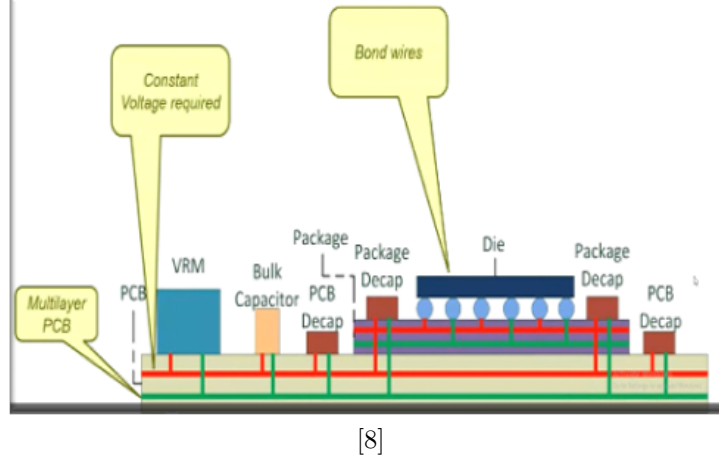 Constant
Voltage required
Bond wires
Multilayer
PCB
PCB
VRM
Bulk
Capacitor
PCB
Decap
Package
Package
Decap
Die
Package
Decap
PCB
Decap
[8]